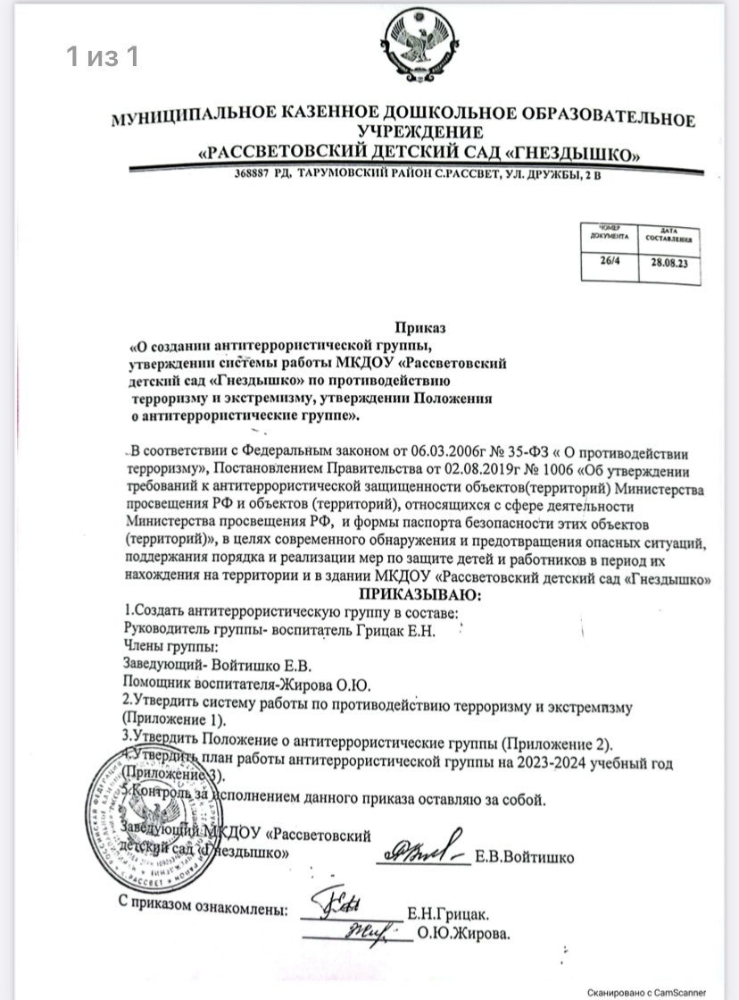 1 из 1
МУНИЦИПАЛЬНОЕ КАЗЕННОЕ ДОШКОЛЬНОЕ ОБРАЗОВАТЕЛЬНОЕ
УЧРЕЖДЕНИЕ
«РАССВЕТОВСКИЙ ДЕТСКИЙ САД «ГНЕЗДЫШКО»
368887 РД, ТАРУМОВСКИЙ РАЙОН С.РАССВЕТ, УЛ. ДРУЖБЫ, 2 В
НОМЕР ДОКУМЕНТА
ДАТА СОСТАВЛЕНИЯ
26/4
28.08.23
Приказ
«О создании антитеррористической группы,
утверждении системы работы МКДОУ «Рассветовский
детский сад «Гнездышко» по противодействию
терроризму и экстремизму, утверждении Положения
о антитеррористические группе».
В соответствии с Федеральным законом от 06.03.2006г № 35-ФЗ « О противодействии
терроризму», Постановлением Правительства от 02.08.2019г № 1006 «Об утверждении
требований к антитеррористической защищенности объектов(территорий) Министерства
просвещения РФ и объектов (территорий), относящихся с сфере деятельности
Министерства просвещения РФ, и формы паспорта безопасности этих объектов
(территорий)», в целях современного обнаружения и предотвращения опасных ситуаций,
поддержания порядка и реализации мер по защите детей и работников в период их
нахождения на территории и в здании МКДОУ «Рассветовский детский сад «Гнездышко»
ПРИКАЗЫВАЮ:
1.Создать антитеррористическую группу в составе:
Руководитель группы- воспитатель Грицак Е.Н.
Члены группы:
Заведующий- Войтишко Е.В.
Помощник воспитателя-Жирова О.Ю.
2.Утвердить систему работы по противодействию терроризму и экстремизму
(Приложение 1).
3.Утвердить Положение о антитеррористические группы (Приложение 2).
4.Утвердить план работы антитеррористической группы на 2023-2024 учебный год
(Приложение 3).
5.Контроль за исполнением данного приказа оставляю за собой.
Заведующий МКДОУ «Рассветовский
детский сад «Гнездышко»
Е.В.Войтишко
С приказом ознакомлены:
Е.Н.Грицак.
О.Ю.Жирова.
Сканировано с CamScanner